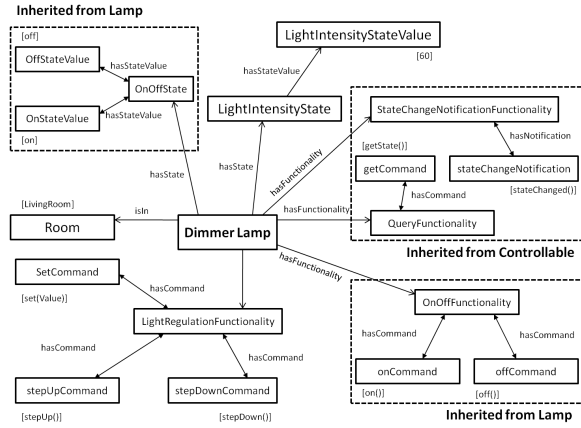 Inherited from Lamp
[off]
OffStateValue
hasStateValue
OnOffState
OnStateValue
hasStateValue
[on]
LightIntensityStateValue
[60]
hasStateValue
LightIntensityState
StateChangeNotificationFunctionality
hasNotification
[getState()]
getCommand
stateChangeNotification
[stateChanged()]
hasCommand
QueryFunctionality
Inherited from Controllable
hasState
hasState
hasFunctionality
hasFunctionality
[LivingRoom]
isIn
Room
Dimmer Lamp
hasFunctionality
SetCommand
[set(Value)]
hasCommand
LightRegulationFunctionality
hasCommand
hasCommand
stepUpCommand
stepDownCommand
[stepUp()]
[stepDown()]
OnOffFunctionality
hasCommand
hasCommand
onCommand
offCommand
[on()]
[off()]
Inherited from Lamp